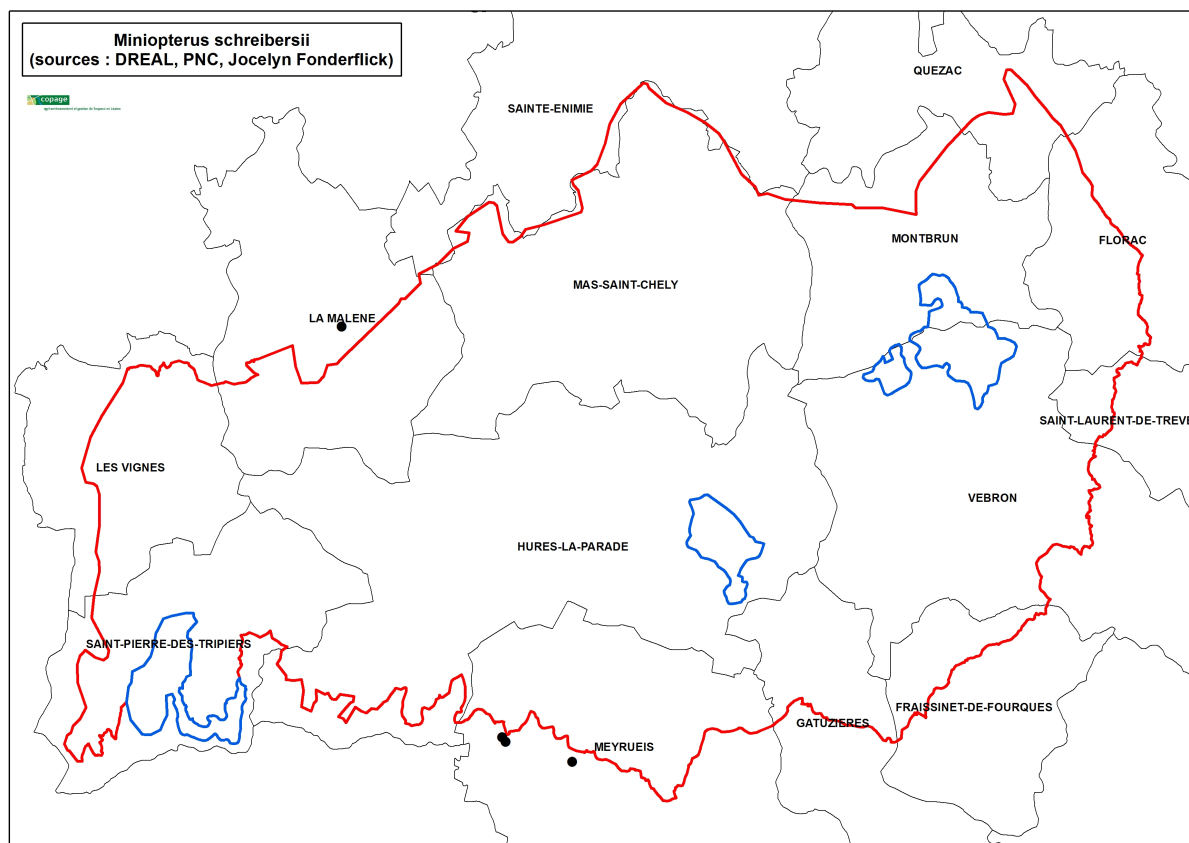 Miniopterus schreibersii
(sources : DREAL, PNC, Jocelyn Fonderflick)
copage
QUEZAC
SAINTE-ENIMIE
MONTBRUN
FLORAC
MAS-SAINT-CHELY
LA MALENE
SAINT-LAURENT-DE-TREVE
LES VIGNES
VEBRON
HURES-LA-PARADE
SAINT-PIERRE-DES-TRIPIERS
FRAISSINET-DE-FOURQUES
GATUZIERES
MEYRUEIS